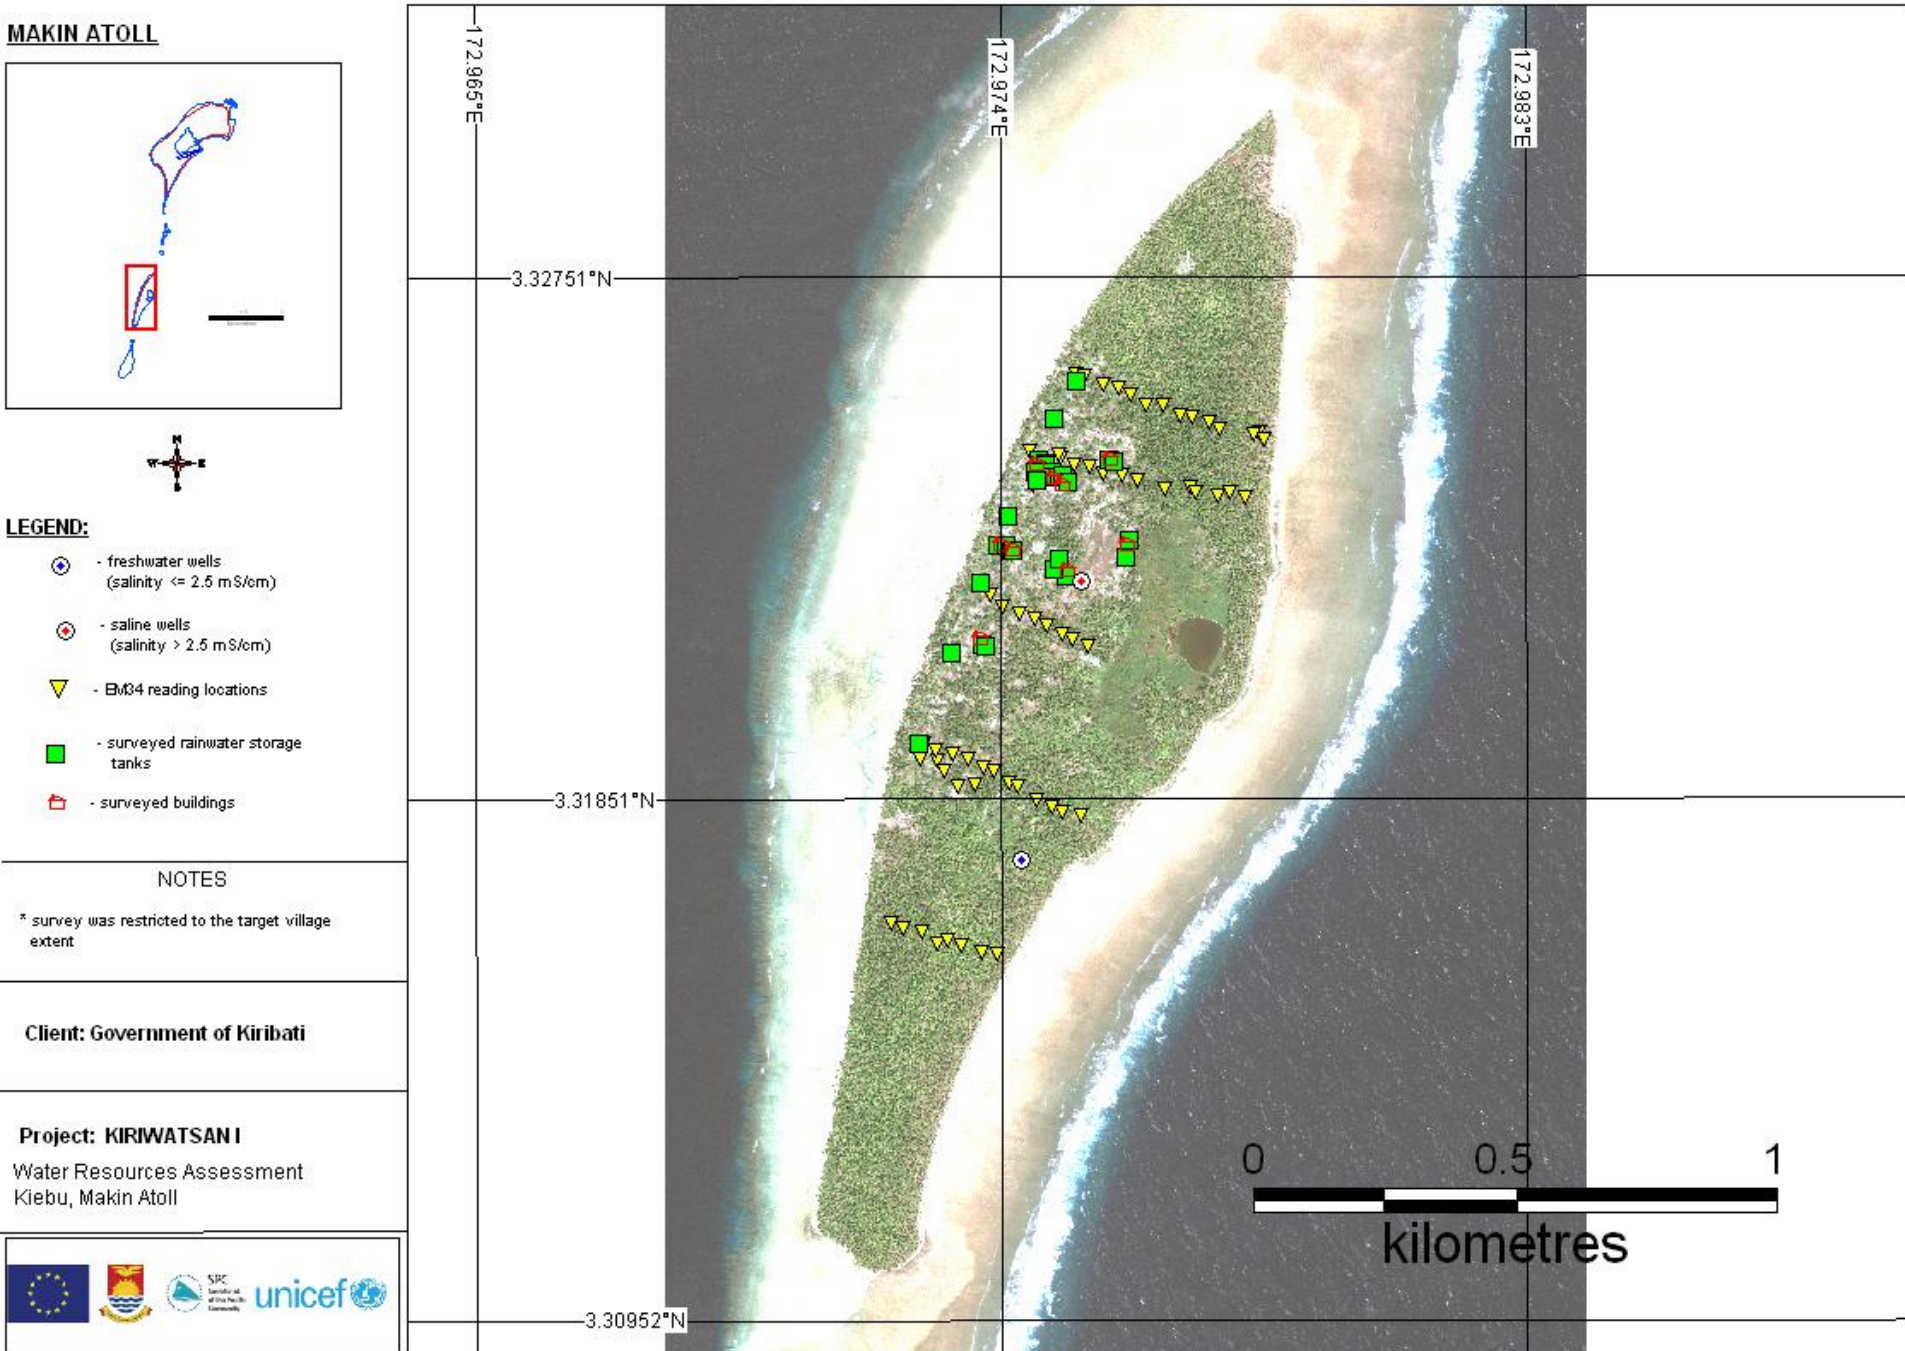 MAKIN ATOLL
N
W
E
S
LEGEND:
- freshwater wells
(salinity <= 2.5 mS/cm)
- saline wells
(salinity > 2.5 mS/cm)
- EM34 reading locations
- surveyed rainwater storage
tanks
- surveyed buildings
NOTES
* survey was restricted to the target village
extent
Client: Government of Kiribati
Project: KIRIWATSAN I
Water Resources Assessment
Kiebu, Makin Atoll
SPC
unicef
172.965°E
172.974°E
172.983°E
3.32751°N
3.31851°N
3.30952°N
0 0.5 1
kilometres